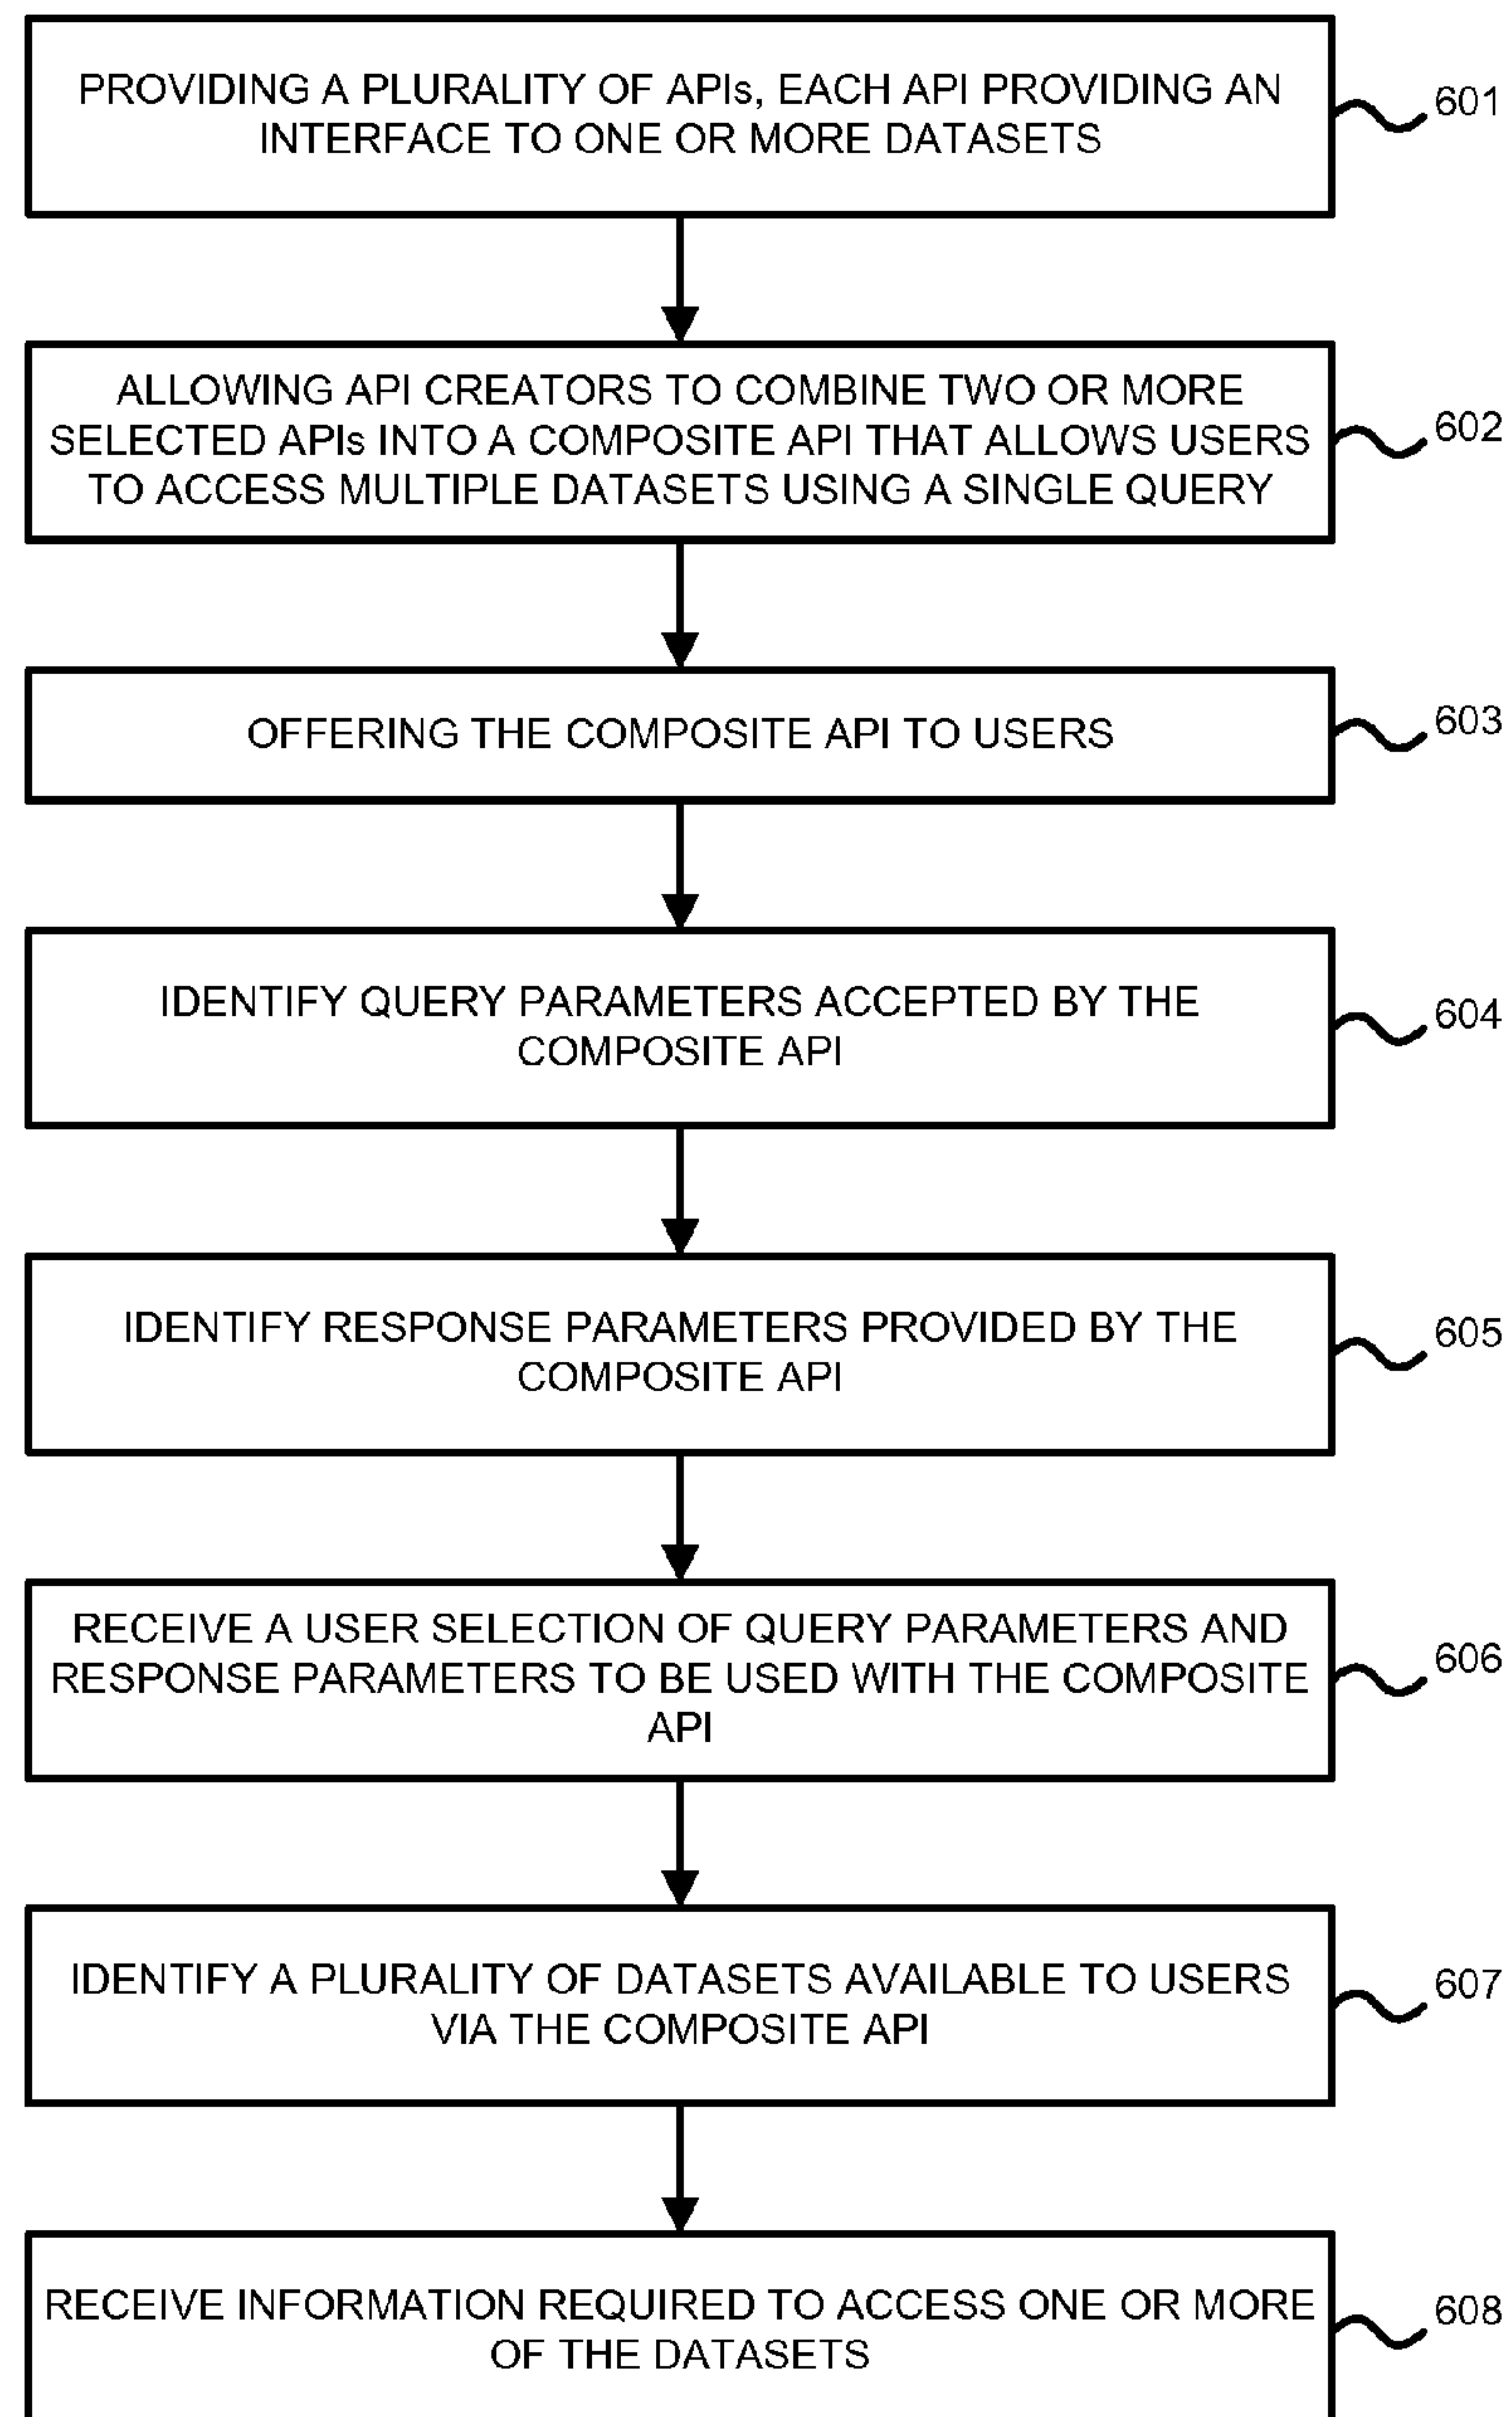 PROVIDING A PLURALITY OF APIs, EACH API PROVIDING AN
INTERFACE TO ONE OR MORE DATASETS
601
ALLOWING API CREATORS TO COMBINE TWO OR MORE
SELECTED APIs INTO A COMPOSITE API THAT ALLOWS USERS
TO ACCESS MULTIPLE DATASETS USING A SINGLE QUERY
602
OFFERING THE COMPOSITE API TO USERS
603
IDENTIFY QUERY PARAMETERS ACCEPTED BY THE
COMPOSITE API
604
IDENTIFY RESPONSE PARAMETERS PROVIDED BY THE
COMPOSITE API
605
RECEIVE A USER SELECTION OF QUERY PARAMETERS AND
RESPONSE PARAMETERS TO BE USED WITH THE COMPOSITE
API
606
IDENTIFY A PLURALITY OF DATASETS AVAILABLE TO USERS
VIA THE COMPOSITE API
607
RECEIVE INFORMATION REQUIRED TO ACCESS ONE OR MORE
OF THE DATASETS
608